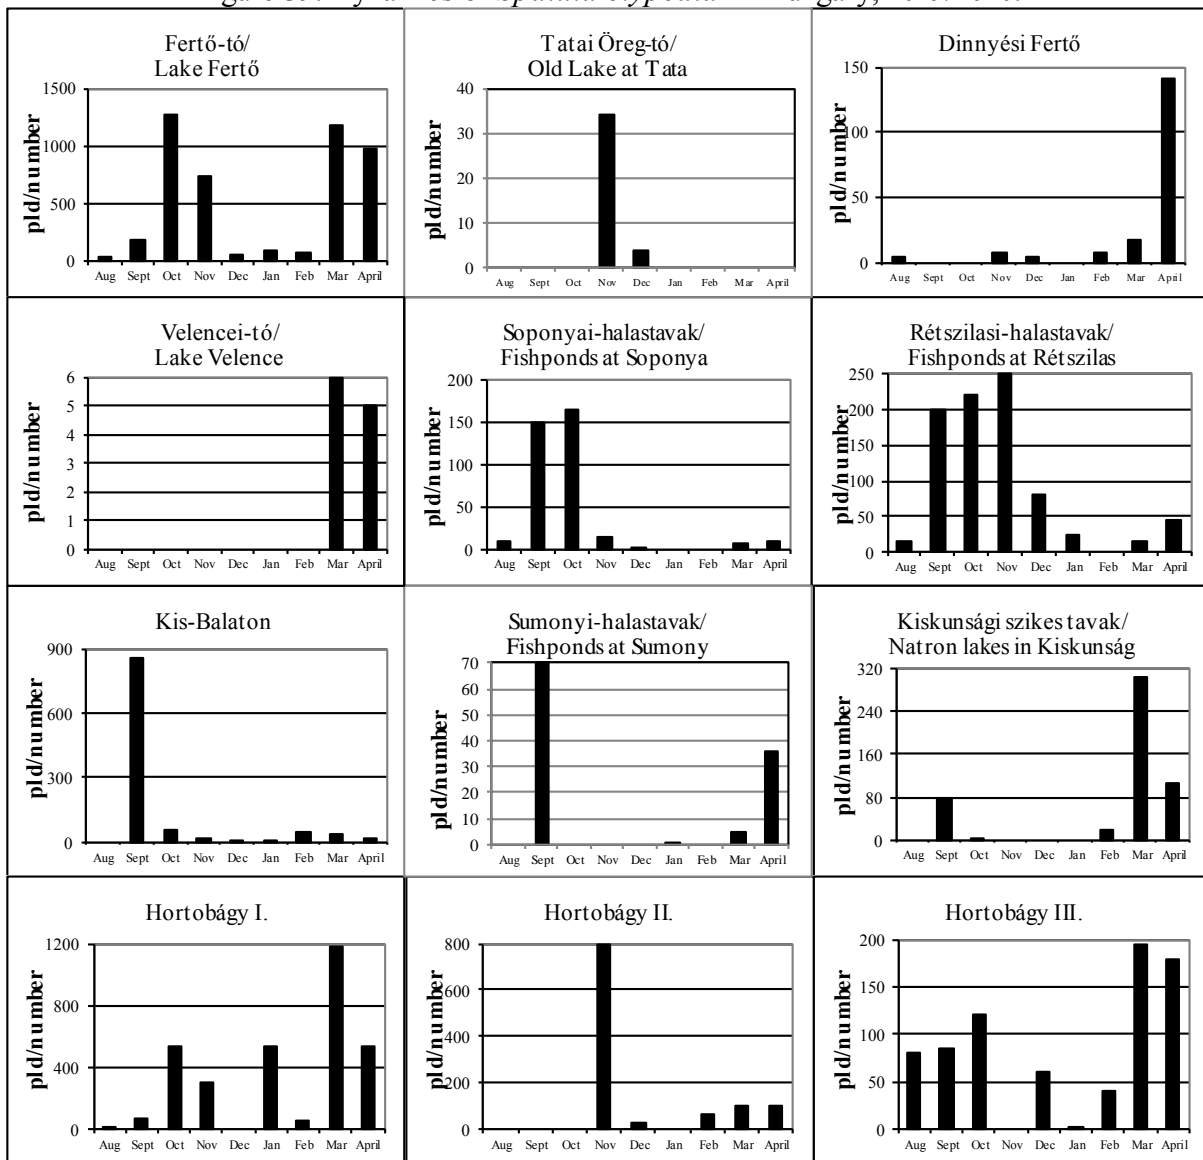 Spatula clypeata
Fertő-tó/
Lake Fertő
pld/number
1500
1000
500
0
Aug Sept Oct Nov Dec Jan Feb Mar April
Tatai Öreg-tó/
Old Lake at Tata
pld/number
40
30
20
10
0
Aug Sept Oct Nov Dec Jan Feb Mar April
Dinnyési Fertő
pld/number
150
100
50
0
Aug Sept Oct Nov Dec Jan Feb Mar April
Velencei-tó/
Lake Velence
pld/number
6
5
4
3
2
1
0
Aug Sept Oct Nov Dec Jan Feb Mar April
Soponyai-halastavak/
Fishponds at Soponya
pld/number
200
150
100
50
0
Aug Sept Oct Nov Dec Jan Feb Mar April
Rétszilasi-halastavak/
Fishponds at Rétszilas
pld/number
250
200
150
100
50
0
Aug Sept Oct Nov Dec Jan Feb Mar April
Kis-Balaton
pld/number
900
600
300
0
Aug Sept Oct Nov Dec Jan Feb Mar April
Sumonyi-halastavak/
Fishponds at Sumony
pld/number
70
60
50
40
30
20
10
0
Aug Sept Oct Nov Dec Jan Feb Mar April
Kiskunsági szikes tavak/
Natron lakes in Kiskunság
pld/number
320
240
160
80
0
Aug Sept Oct Nov Dec Jan Feb Mar April
Hortobágy I.
pld/number
1200
800
400
0
Aug Sept Oct Nov Dec Jan Feb Mar April
Hortobágy II.
pld/number
800
600
400
200
0
Aug Sept Oct Nov Dec Jan Feb Mar April
Hortobágy III.
pld/number
200
150
100
50
0
Aug Sept Oct Nov Dec Jan Feb Mar April